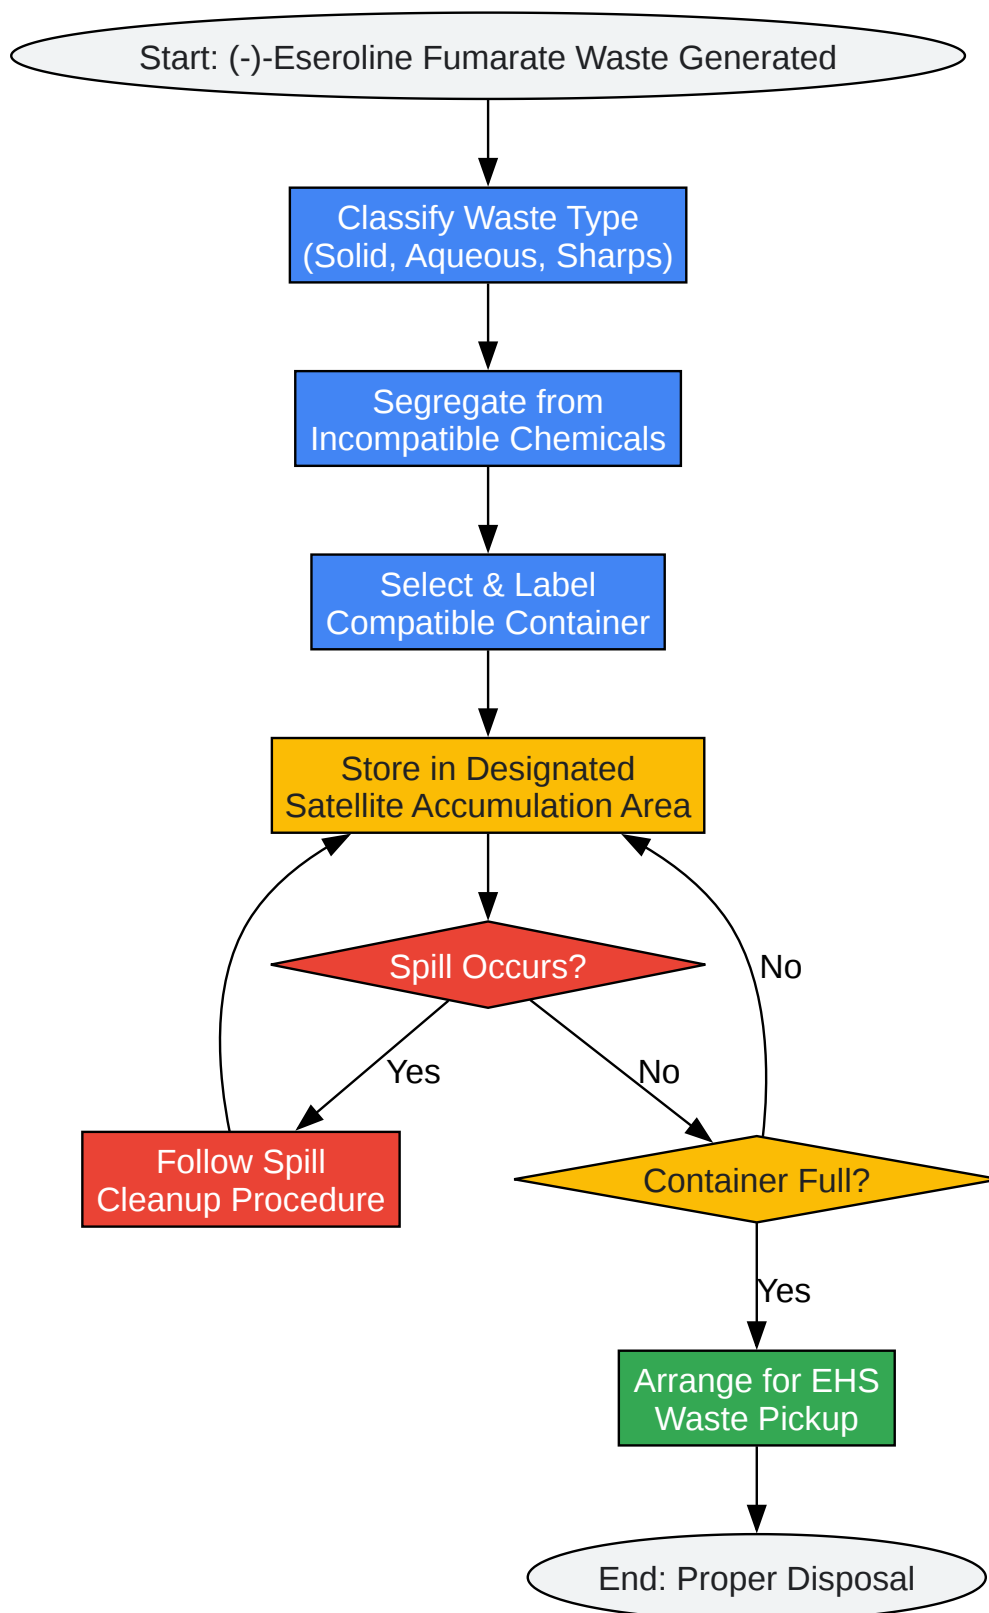 Start: (-)-Eseroline Fumarate Waste Generated
Classify Waste Type
(Solid, Aqueous, Sharps)
Segregate from
Incompatible Chemicals
Select & Label
Compatible Container
Store in Designated
Satellite Accumulation Area
Spill Occurs?
No
Yes
No
Follow Spill
Cleanup Procedure
Container Full?
Yes
Arrange for EHS
Waste Pickup
End: Proper Disposal